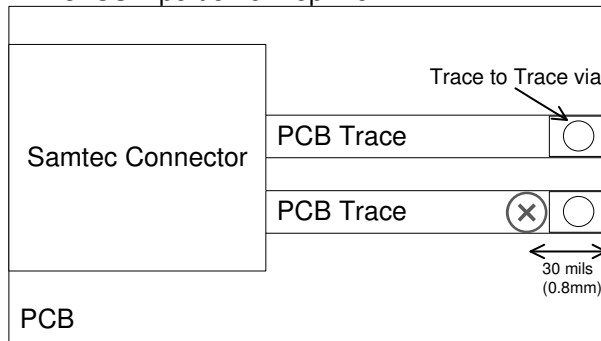 Trace to Trace via
PCB Trace
Samtec Connector
PCB Trace
30 mils
(0.8mm)
PCB